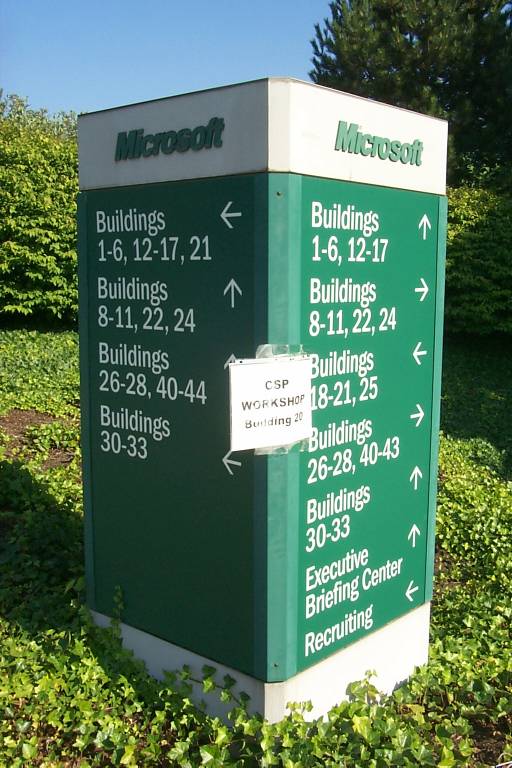 Microsoft
Buildings ←
1-6, 12-17, 21
Buildings ↑
8-11, 22, 24
Buildings
26-28, 40-44
Buildings
30-33
CSP
WORKSHOP
Building 20
Microsoft
Buildings ↑
1-6, 12-17
Buildings →
8-11, 22, 24
Buildings ←
18-21, 25
Buildings →
26-28, 40-43
Buildings ↑
30-33
Executive ↑
Briefing Center
Recruiting ←